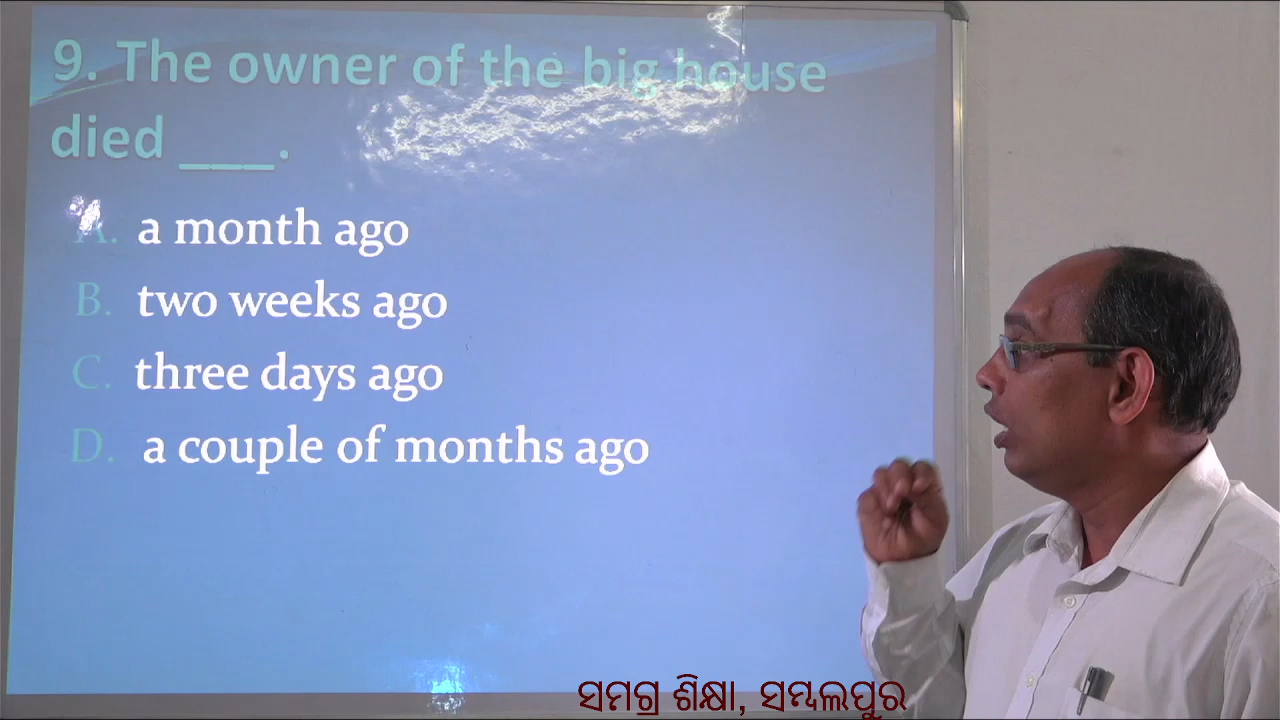 9. The owner of the big house
died ___.
A. a month ago
B. two weeks ago
C. three days ago
D. a couple of months ago
ସମଗ୍ର ଶିକ୍ଷା, ସମ୍ବଲପୁର